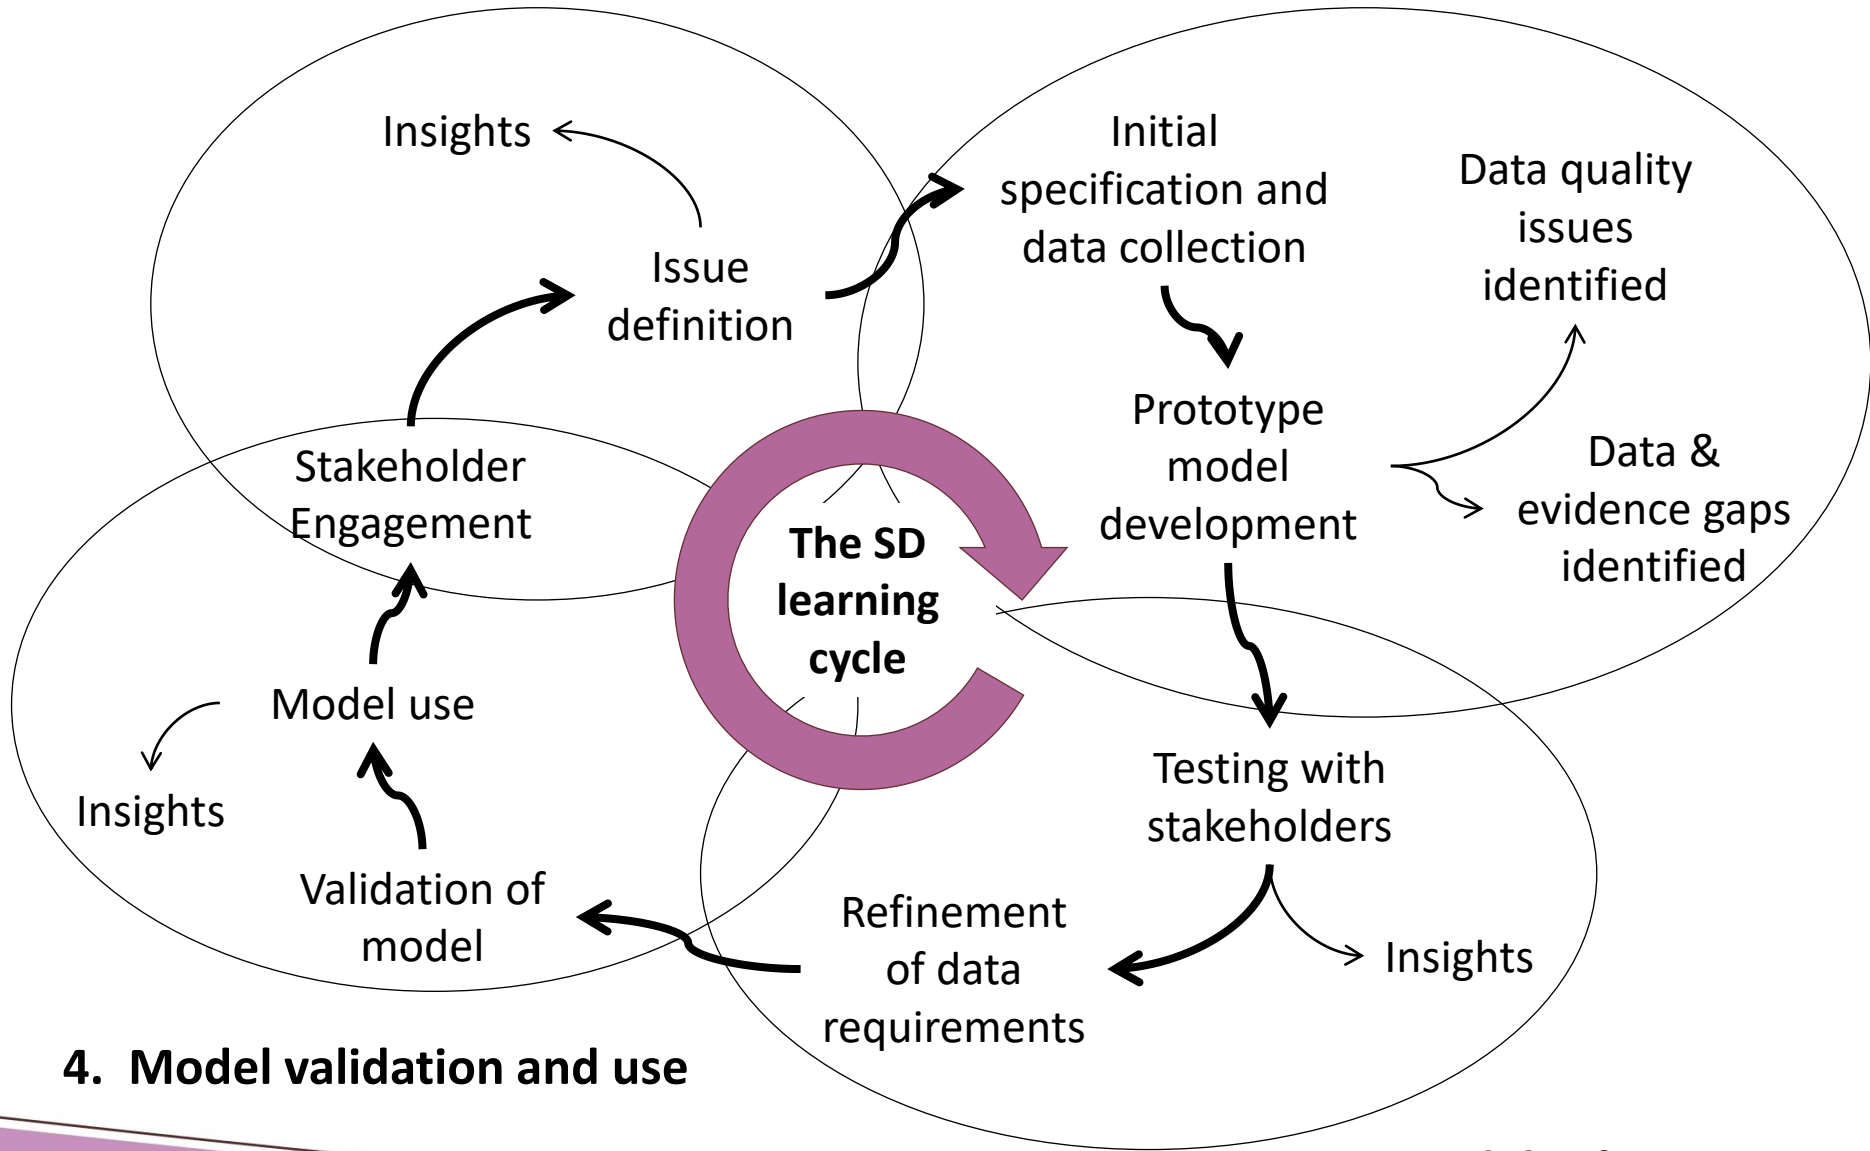 Insights
Issue
definition
Initial
specification and
data collection
Data quality
issues
identified
Prototype
model
development
Data &
evidence gaps
identified
Stakeholder
Engagement
The SD
learning
cycle
Model use
Insights
Validation of
model
Testing with
stakeholders
Refinement
of data
requirements
Insights
4. Model validation and use